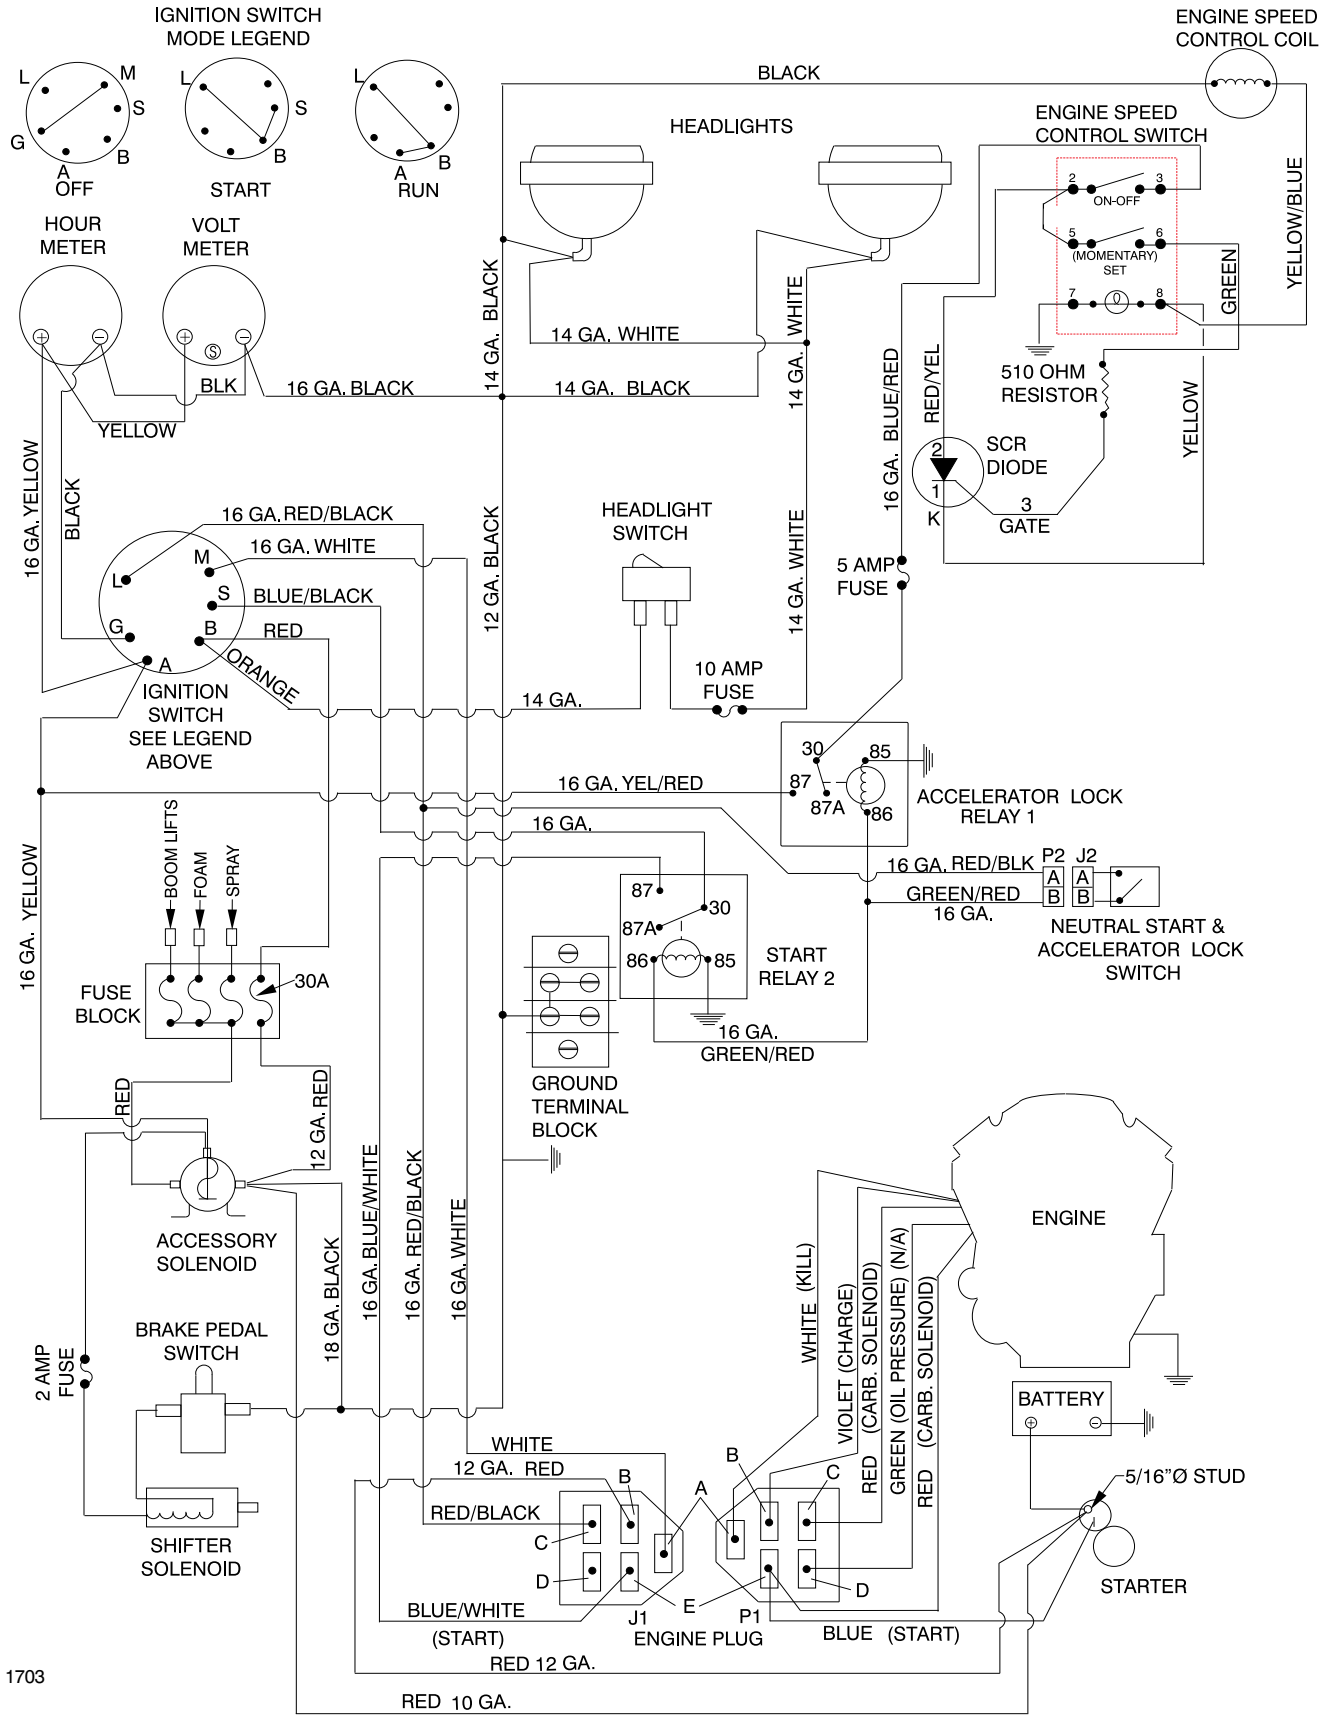 IGNITION SWITCH
MODE LEGEND
ENGINE SPEED
CONTROL COIL
L
M
S
G
B
A
OFF
L
S
B
START
L
A
B
RUN
BLACK
HEADLIGHTS
ENGINE SPEED
CONTROL SWITCH
2
3
ON-OFF
5
6
(MOMENTARY)
SET
7
8
GREEN
YELLOW/BLUE
HOUR
METER
VOLT
METER
+
-
+
-
S
BLK
YELLOW
16 GA. BLACK
14 GA. BLACK
14 GA. WHITE
14 GA. BLACK
14 GA. WHITE
16 GA. BLUE/RED
RED/YEL
510 OHM
RESISTOR
YELLOW
SCR
DIODE
2
1
K
3
GATE
16 GA. YELLOW
BLACK
16 GA. RED/BLACK
16 GA. WHITE
BLUE/BLACK
RED
ORANGE
L
M
S
G
B
A
IGNITION
SWITCH
SEE LEGEND
ABOVE
12 GA. BLACK
HEADLIGHT
SWITCH
14 GA. WHITE
5 AMP
FUSE
10 AMP
FUSE
14 GA.
30
85
87
87A
86
ACCELERATOR LOCK
RELAY 1
16 GA. YEL/RED
16 GA.
16 GA. RED/BLK
GREEN/RED
16 GA.
P2
J2
A
B
A
B
NEUTRAL START &
ACCELERATOR LOCK
SWITCH
16 GA. YELLOW
BOOM LIFTS
FOAM
SPRAY
FUSE
BLOCK
30A
87
30
87A
86
85
START
RELAY 2
16 GA.
GREEN/RED
GROUND
TERMINAL
BLOCK
RED
12 GA. RED
ACCESSORY
SOLENOID
18 GA. BLACK
16 GA. BLUE/WHITE
16 GA. RED/BLACK
16 GA. WHITE
ENGINE
WHITE (KILL)
VIOLET (CHARGE)
RED (CARB. SOLENOID)
GREEN (OIL PRESSURE) (N/A)
RED (CARB. SOLENOID)
BRAKE PEDAL
SWITCH
2 AMP
FUSE
SHIFTER
SOLENOID
BATTERY
+
-
5/16"Ø STUD
STARTER
WHITE
12 GA. RED
RED/BLACK
B
C
D
A
B
C
D
E
J1
P1
ENGINE PLUG
BLUE/WHITE
(START)
BLUE (START)
RED 12 GA.
RED 10 GA.
1703